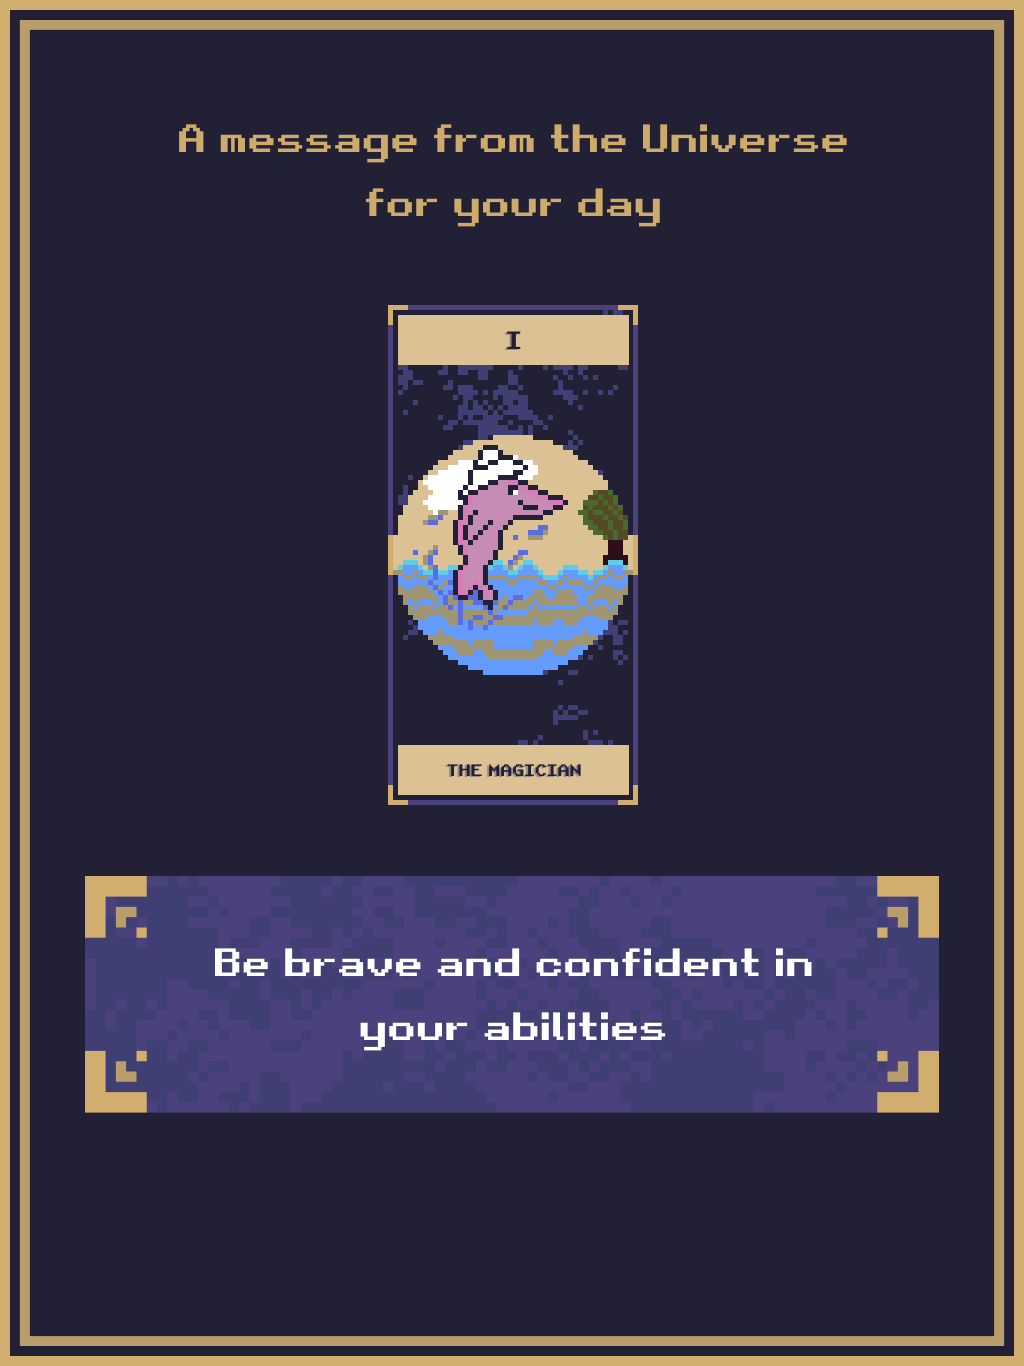 A message from the Universe
for your day
I
THE MAGICIAN
Be brave and confident in
your abilities